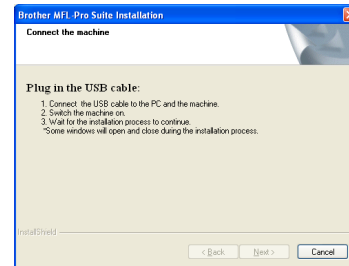 Brother MFL-Pro Suite Installation
Connect the machine
Plug in the USB cable:
1. Connect the USB cable to the PC and the machine.
2. Switch the machine on.
3. Wait for the installation process to continue.
*Some windows will open and close during the installation process.
InstallShield
< Back Next > Cancel